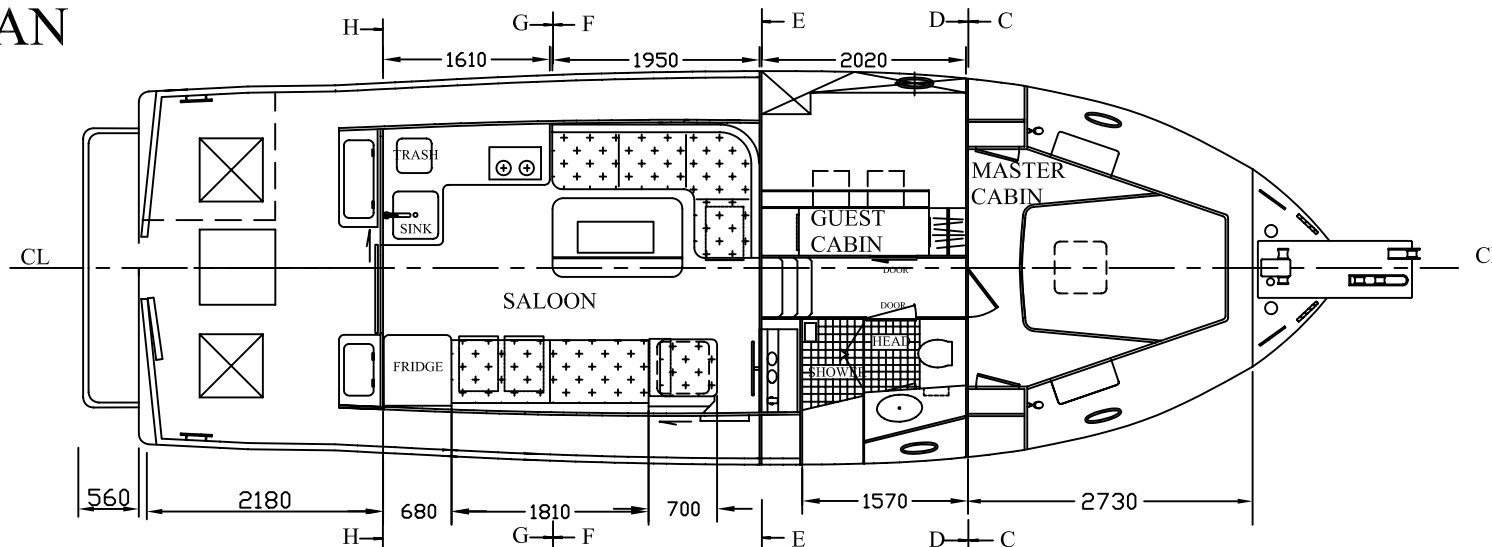 AN
H
G
F
E
D
C
1610
1950
2020
TRASH
SINK
MASTER
CABIN
GUEST
CABIN
CL
DOOR
C
SALOON
DOOR
HEAD
FRIDGE
SHOWER
560
2180
680
1810
700
1570
2730
H
G
F
E
D
C